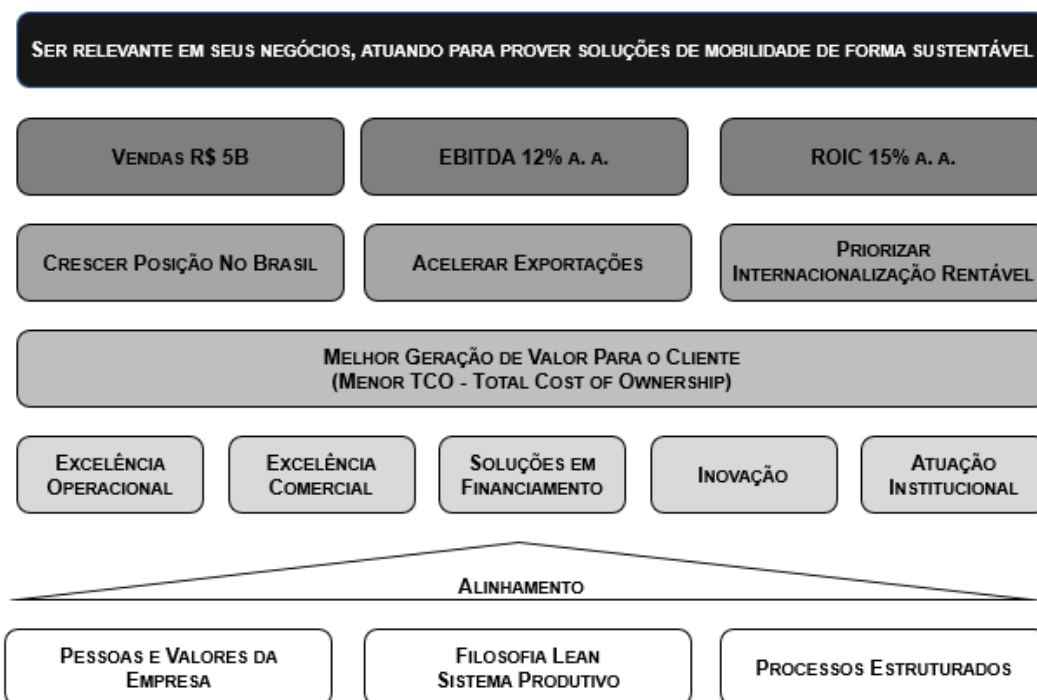 SER RELEVANTE EM SEUS NEGÓCIOS, ATUANDO PARA PROVER SOLUÇÕES DE MOBILIDADE DE FORMA SUSTENTÁVEL
VENDAS R$ 5B
EBITDA 12% A. A.
ROIC 15% A. A.
CRESCER POSIÇÃO NO BRASIL
ACELERAR EXPORTAÇÕES
PRIORIZAR
INTERNACIONALIZAÇÃO RENTÁVEL
MELHOR GERAÇÃO DE VALOR PARA O CLIENTE
(MENOR TCO - TOTAL COST OF OWNERSHIP)
EXCELÊNCIA
OPERACIONAL
EXCELÊNCIA
COMERCIAL
SOLUÇÕES EM
FINANCIAMENTO
INOVAÇÃO
ATUAÇÃO
INSTITUCIONAL
ALINHAMENTO
PESSOAS E VALORES DA
EMPRESA
FILOSOFIA LEAN
SISTEMA PRODUTIVO
PROCESSOS ESTRUTURADOS